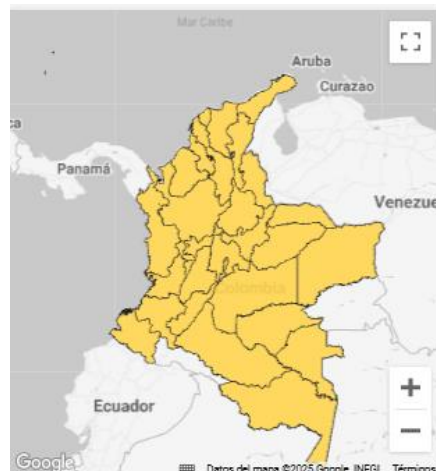 Mar Caribe
Aruba
Curazao
Panamá
Venezue
Colombia
Ecuador
Google
Datos del mapa ©2025 Google, INEGI
Términos